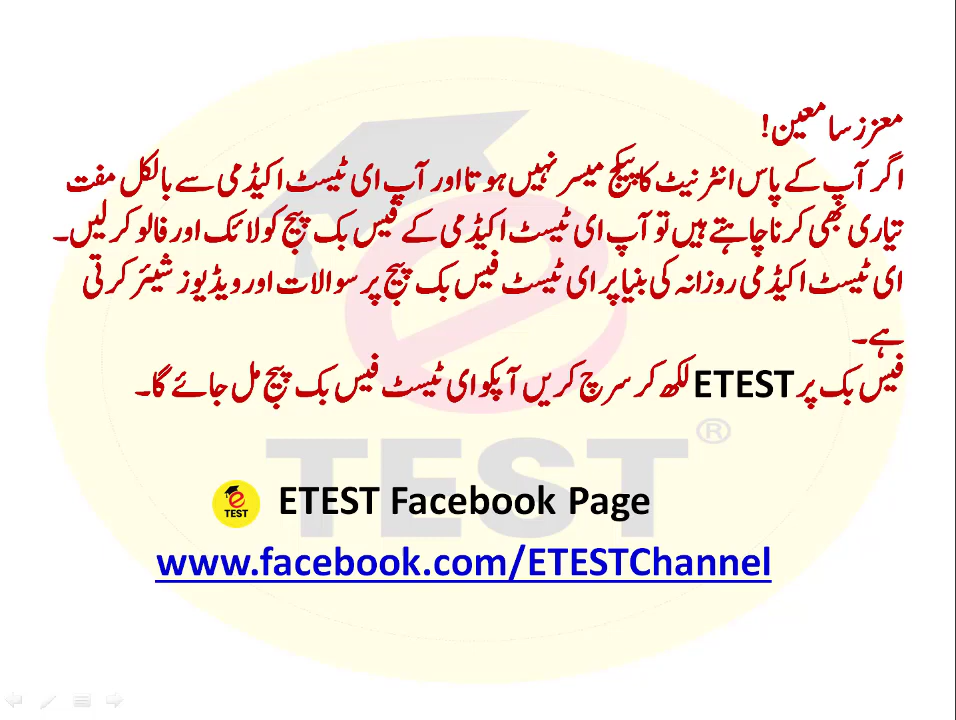 معزز سامعین!
اگر آپ کے پاس انٹرنیٹ کا پیکج میسر نہیں ہوتا اور آپ ای ٹیسٹ اکیڈمی سے بالکل مفت
تیاری بھی کرنا چاہتے ہیں تو آپ ای ٹیسٹ اکیڈمی کے فیس بک پیج کو لائک اور فالو کر لیں۔
ای ٹیسٹ اکیڈمی روزانہ کی بنیا پر ای ٹیسٹ فیس بک پیج پر سوالات اور ویڈیوز شیئر کرتی
ہے۔
فیس بک پر ETEST لکھ کر سرچ کریں آپکو ای ٹیسٹ فیس بک پیج مل جائے گا۔
TEST®
e TEST ETEST Facebook Page
www.facebook.com/ETESTChannel